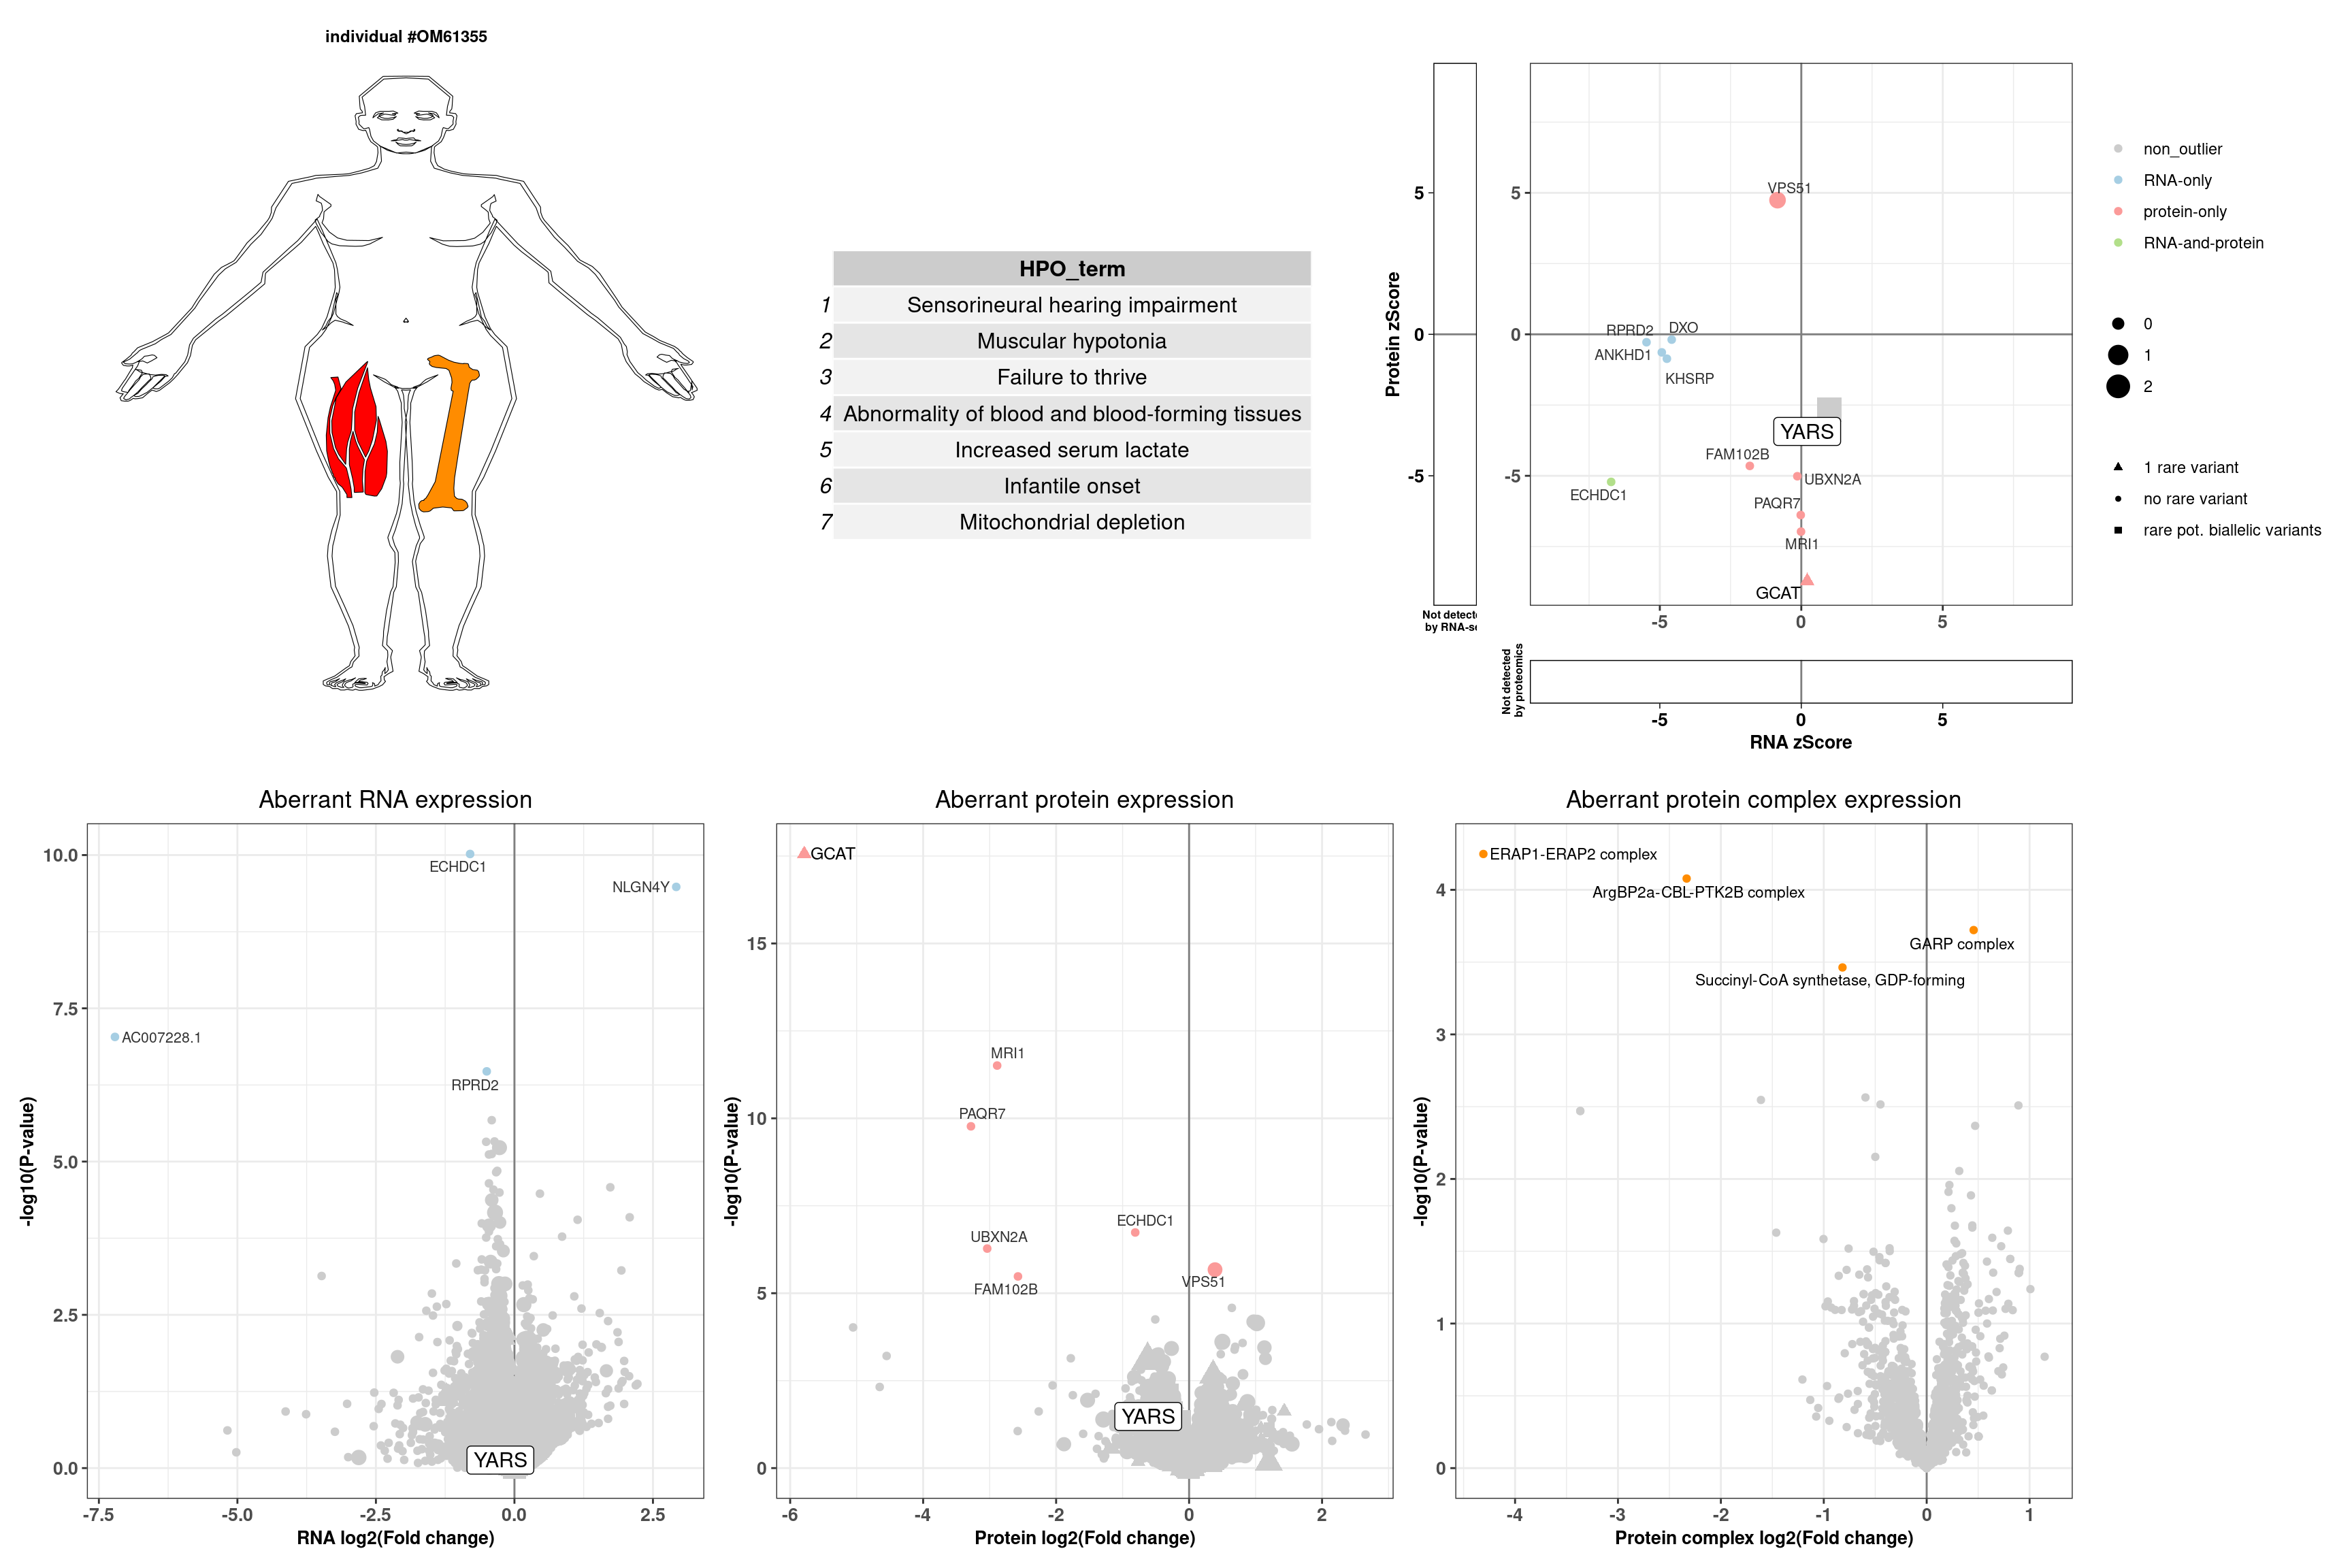 individual #OM61355
HPO_term
1 Sensorineural hearing impairment
2 Muscular hypotonia
3 Failure to thrive
4 Abnormality of blood and blood-forming tissues
5 Increased serum lactate
6 Infantile onset
7 Mitochondrial depletion
Protein zScore
5
0
-5
Not detect
by RNA-s
5
0
-5
VPS51
RPRD2
DXO
ANKHD1
KHSRP
YARS
FAM102B
UBXN2A
ECHDC1
PAQR7
MRI1
GCAT
-5 0 5
Not detected
by proteomics
-5 0 5
RNA zScore
non_outlier
RNA-only
protein-only
RNA-and-protein
0
1
2
1 rare variant
no rare variant
rare pot. biallelic variants
Aberrant RNA expression
-log10(P-value)
10.0
7.5
5.0
2.5
0.0
ECHDC1
NLGN4Y
AC007228.1
RPRD2
YARS
-7.5 -5.0 -2.5 0.0 2.5
RNA log2(Fold change)
Aberrant protein expression
-log10(P-value)
15
10
5
0
GCAT
MRI1
PAQR7
ECHDC1
UBXN2A
VPS51
FAM102B
YARS
-6 -4 -2 0 2
Protein log2(Fold change)
Aberrant protein complex expression
-log10(P-value)
4
3
2
1
0
ERAP1-ERAP2 complex
ArgBP2a-CBL-PTK2B complex
GARP complex
Succinyl-CoA synthetase, GDP-forming
-4 -3 -2 -1 0 1
Protein complex log2(Fold change)